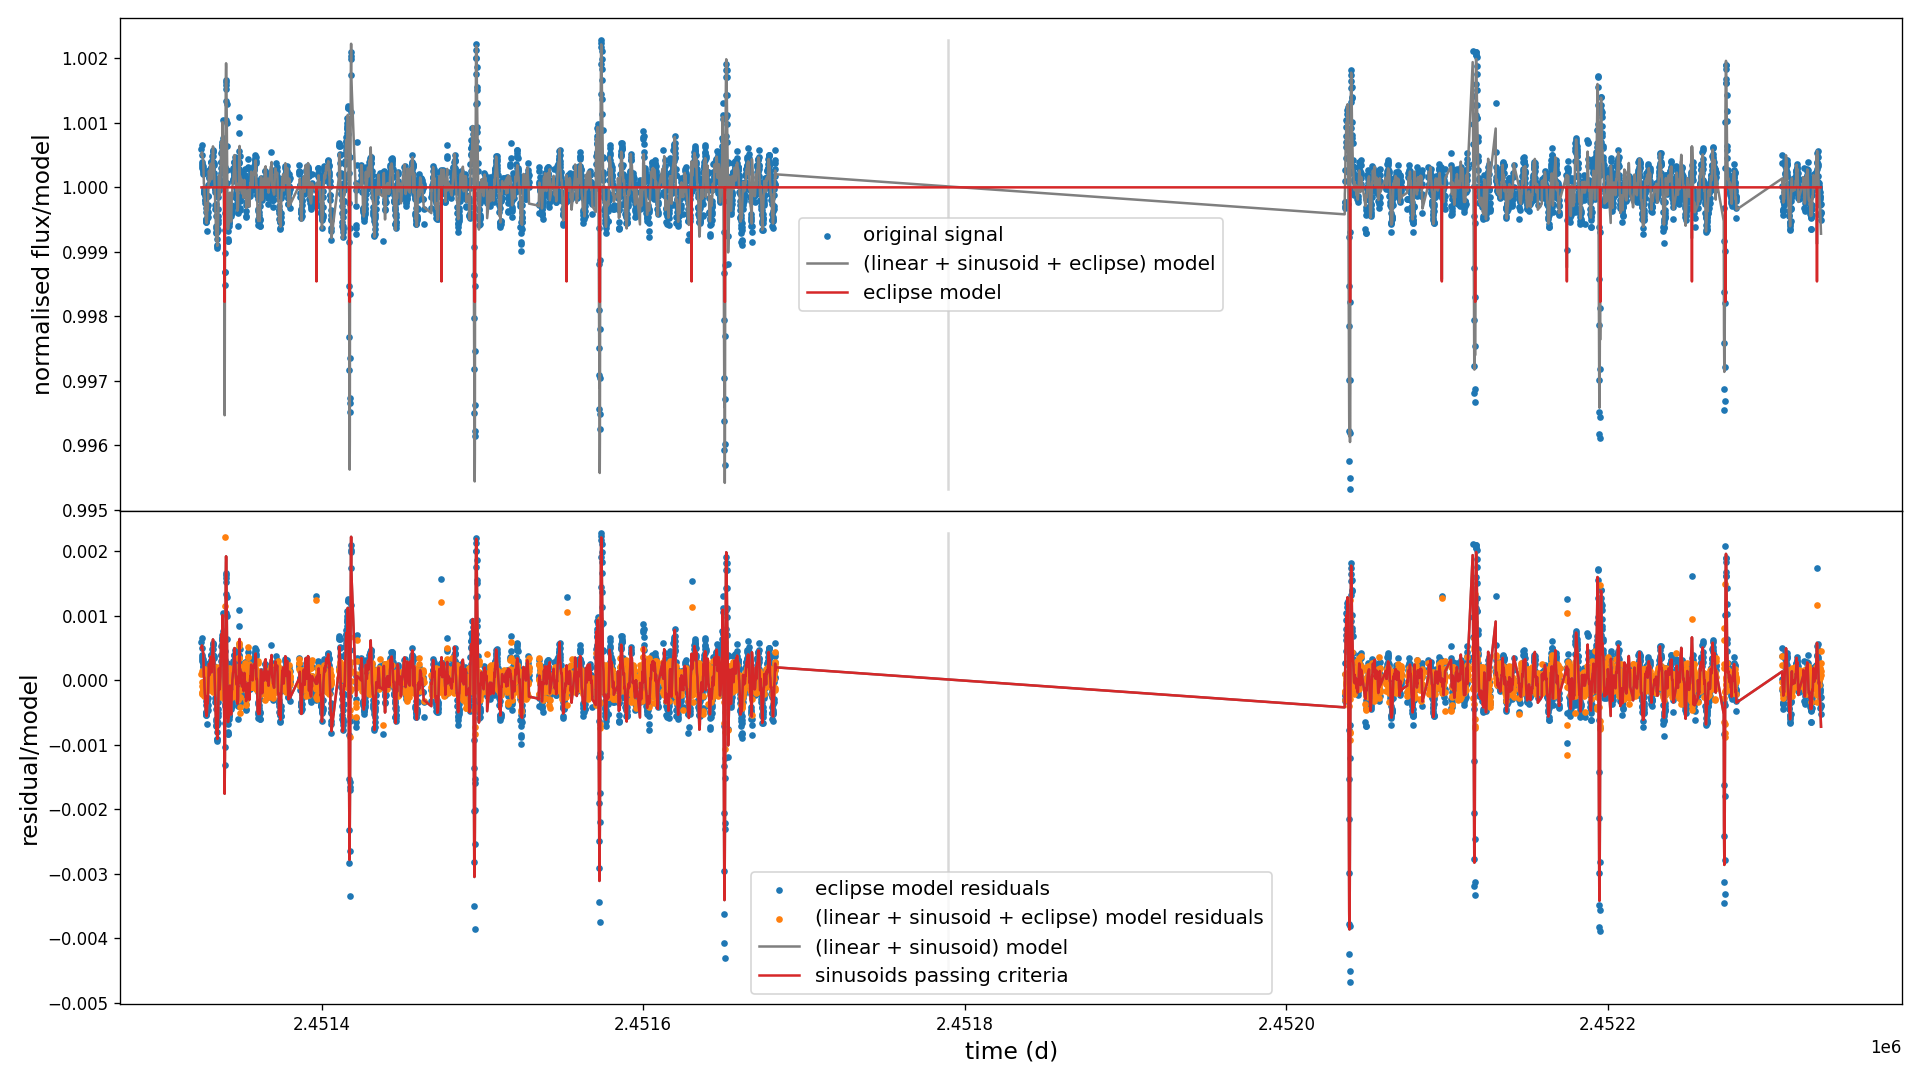 normalised flux/model
1.002
1.001
1.000
0.999
0.998
0.997
0.996
0.995
original signal
(linear + sinusoid + eclipse) model
eclipse model
residual/model
0.002
0.001
0.000
−0.001
−0.002
−0.003
−0.004
−0.005
eclipse model residuals
(linear + sinusoid + eclipse) model residuals
(linear + sinusoid) model
sinusoids passing criteria
2.4514 2.4516 2.4518 2.4520 2.4522
time (d)
1e6